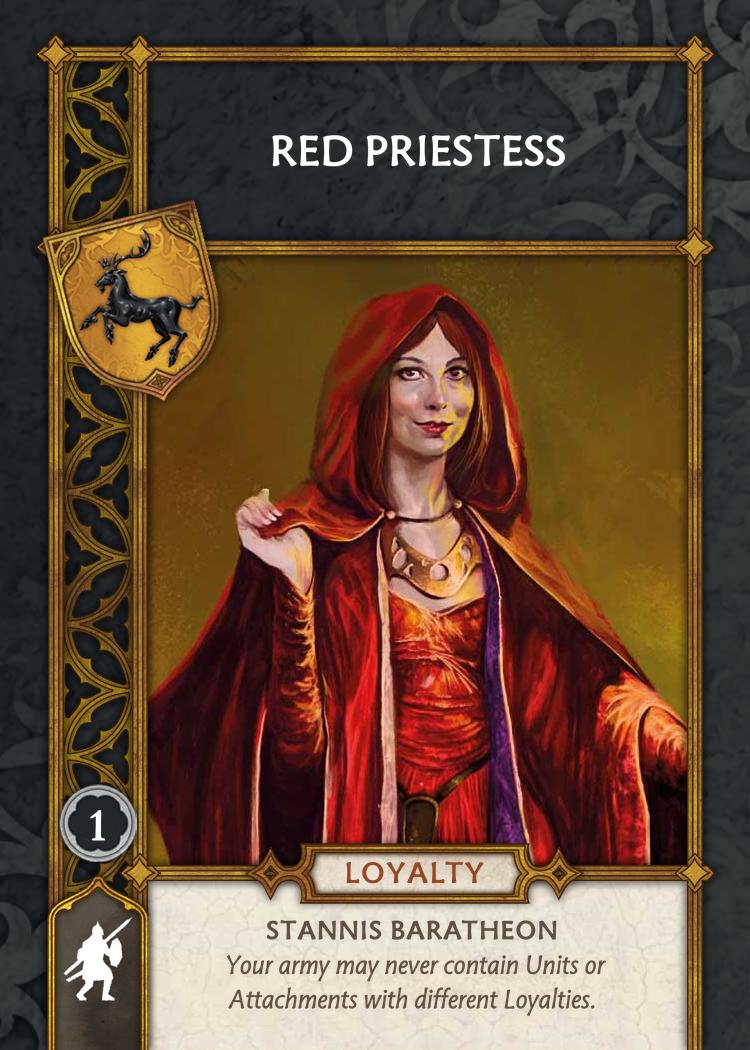 RED PRIESTESS
1
LOYALTY
STANNIS BARATHEON
Your army may never contain Units or
Attachments with different Loyalties.